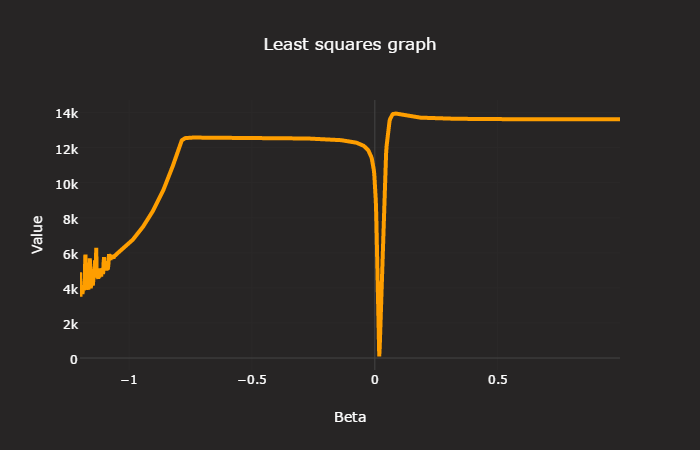 Least squares graph
14k
12k
10k
8k
6k
4k
2k
0
Value
−1
−0.5
0
0.5
Beta